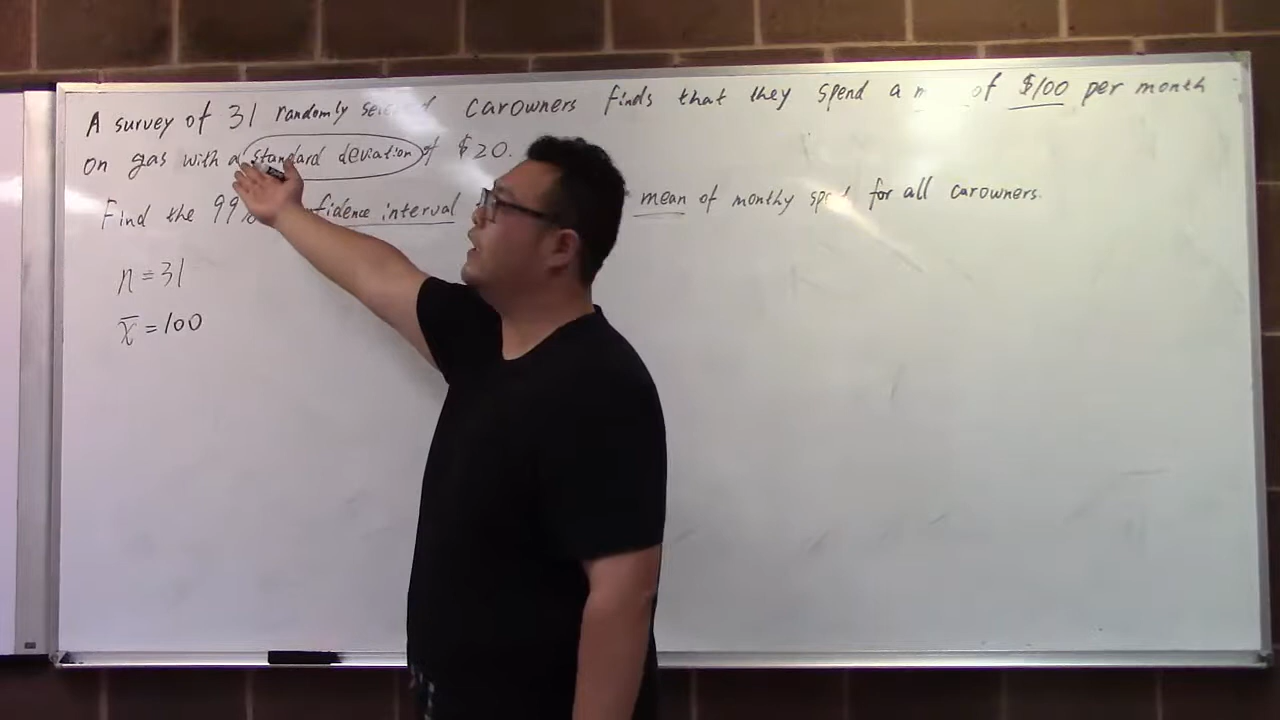 A survey of 31 randomly carowners finds that they spend a of $100 per month
on gas with a standard deviation of $20.
Find the 99% interval mean of monthy for all carowners.
n = 31
x̄ = 100